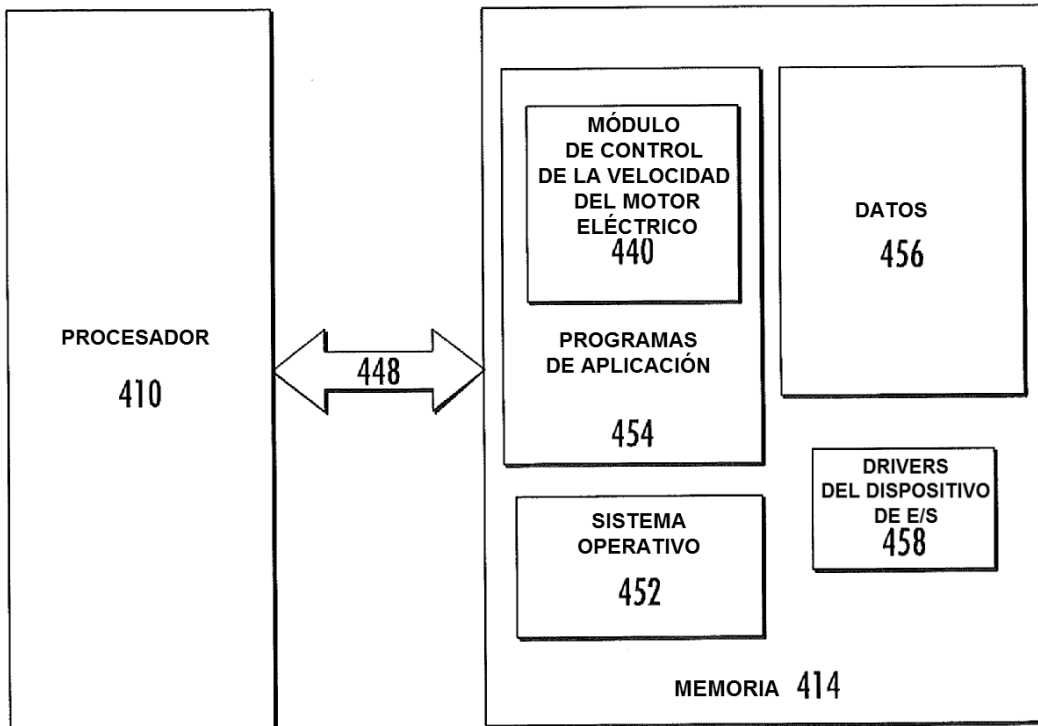 PROCESADOR
410
448
MÓDULO
DE CONTROL
DE LA VELOCIDAD
DEL MOTOR
ELÉCTRICO
440
PROGRAMAS
DE APLICACIÓN
454
DATOS
456
SISTEMA
OPERATIVO
452
DRIVERS
DEL DISPOSITIVO
DE E/S
458
MEMORIA 414